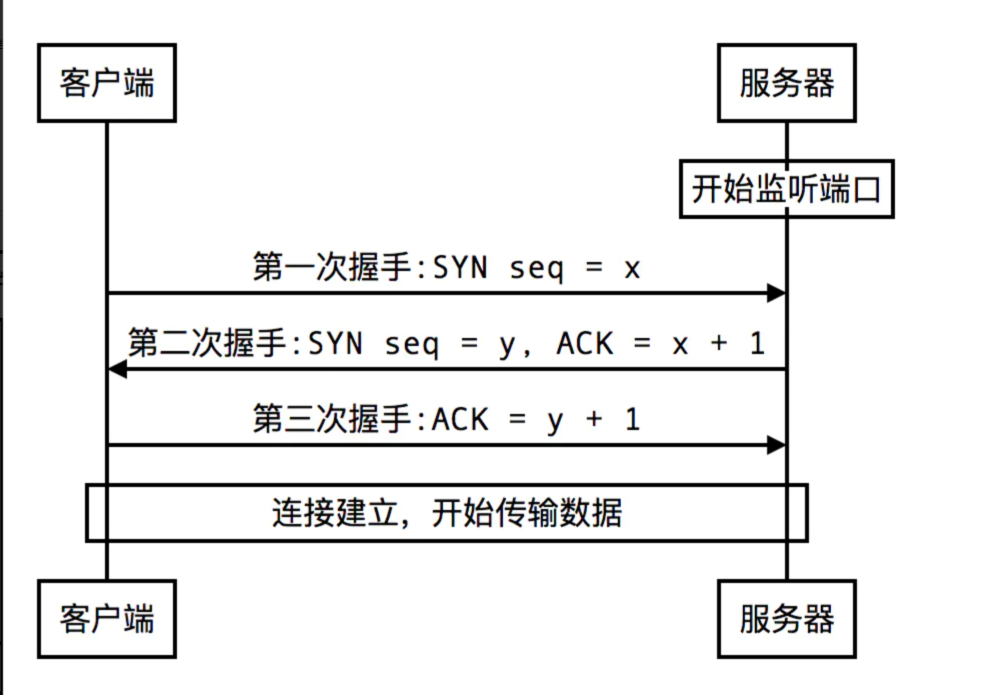 客户端
服务器
开始监听端口
第一次握手:SYN seq = x
第二次握手:SYN seq = y, ACK = x + 1
第三次握手:ACK = y + 1
连接建立，开始传输数据
客户端
服务器